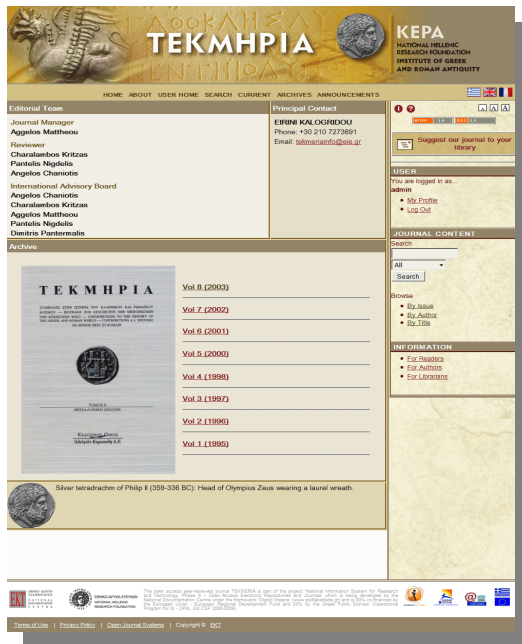 ΤΕΚΜΗΡΙΑ
ΚΕΡΑ
NATIONAL HELLENIC
RESEARCH FOUNDATION
INSTITUTE OF GREEK
AND ROMAN ANTIQUITY
HOME ABOUT USER HOME SEARCH CURRENT ARCHIVES ANNOUNCEMENTS
Editorial Team
Journal Manager
Aggelos Mattheou
Reviewer
Charalambos Kritzas
Pantelis Nigdelis
Angelos Chaniotis
International Advisory Board
Angelos Chaniotis
Charalambos Kritzas
Aggelos Mattheou
Pantelis Nigdelis
Dimitris Pantermalis
Principal Contact
EIRINI KALOGRIDOU
Phone: +30 210 7273691
Email: tekmeriainfo@eie.gr
A A A
Suggest our journal to your
library
USER
You are logged in as...
admin
My Profile
Log Out
JOURNAL CONTENT
Search
All
Search
Browse
By Issue
By Author
By Title
INFORMATION
For Readers
For Authors
For Librarians
Archive
ΤΕΚΜΗΡΙΑ
Vol 8 (2003)
Vol 7 (2002)
Vol 6 (2001)
Vol 5 (2000)
Vol 4 (1998)
Vol 3 (1997)
Vol 2 (1996)
Vol 1 (1995)
Silver tetradrachm of Philip II (359-336 BC): Head of Olympius Zeus wearing a laurel wreath.
EKT
NATIONAL HELLENIC
RESEARCH FOUNDATION
Terms of Use | Privacy Policy | Open Journal Systems | Copyright © EKT